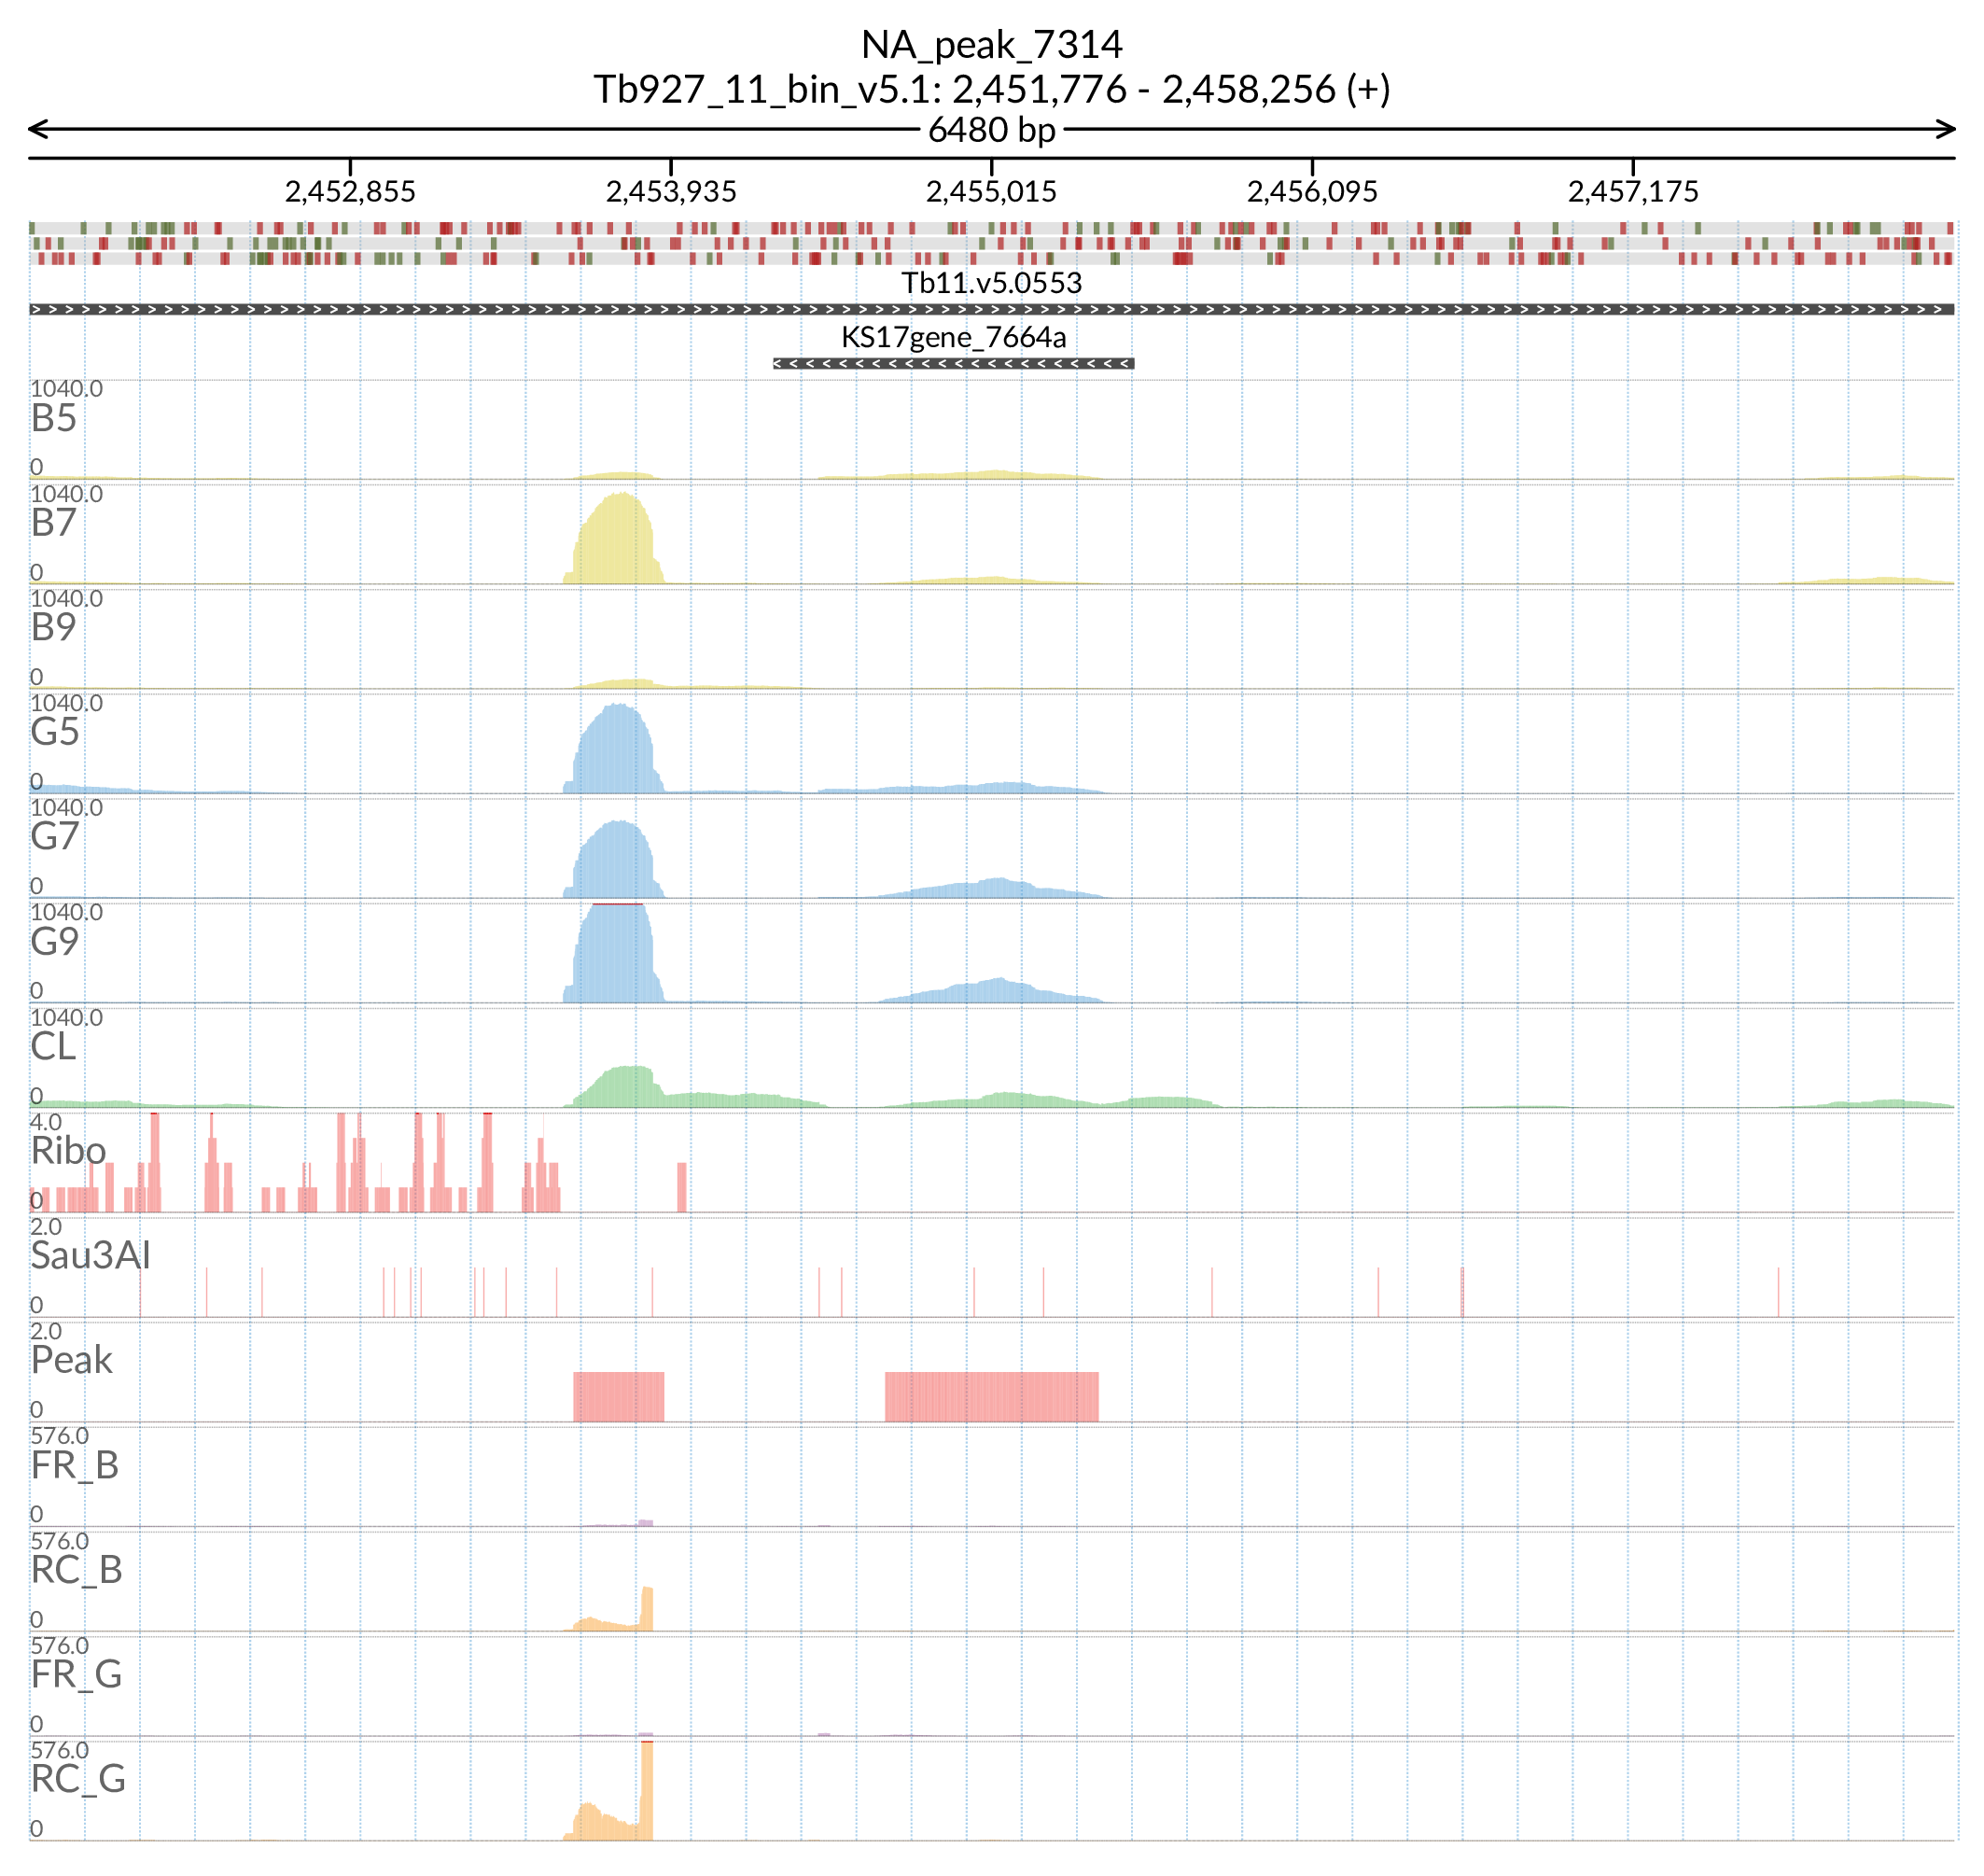 NA_peak_7314
Tb927_11_bin_v5.1: 2,451,776 - 2,458,256 (+)
6480 bp
2,452,855 2,453,935 2,455,015 2,456,095 2,457,175
Tb11.v5.0553
KS17gene_7664a
1040.0
B5
0
1040.0
B7
0
1040.0
B9
0
1040.0
G5
0
1040.0
G7
0
1040.0
G9
0
1040.0
CL
0
4.0
Ribo
0
2.0
Sau3AI
0
2.0
Peak
0
576.0
FR_B
0
576.0
RC_B
0
576.0
FR_G
0
576.0
RC_G
0